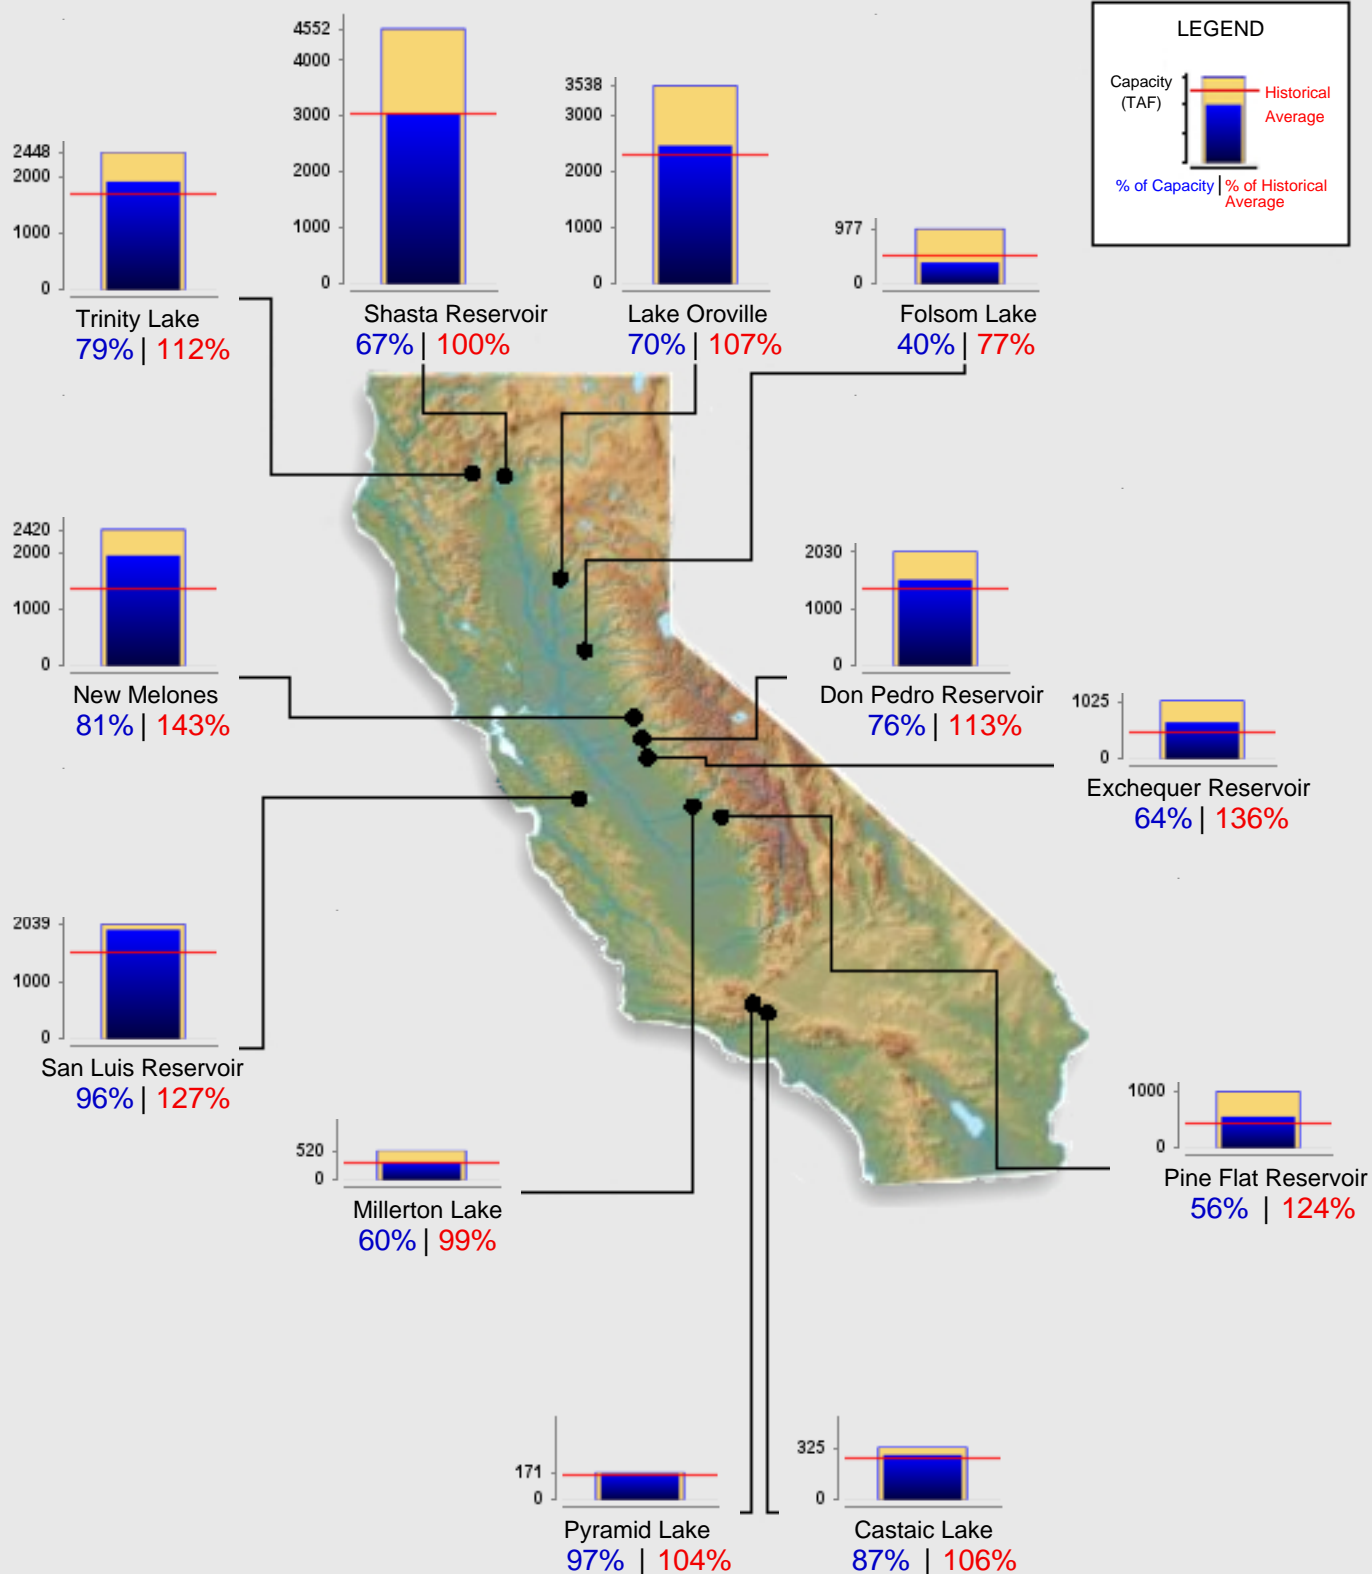 LEGEND
Capacity
(TAF)
Historical
Average
% of Capacity | % of Historical
Average
4552
4000
3000
2000
1000
0
Shasta Reservoir
67% | 100%
3538
3000
2000
1000
0
Lake Oroville
70% | 107%
2448
2000
1000
0
Trinity Lake
79% | 112%
977
0
Folsom Lake
40% | 77%
2420
2000
1000
0
New Melones
81% | 143%
2030
1000
0
Don Pedro Reservoir
76% | 113%
1025
0
Exchequer Reservoir
64% | 136%
2039
1000
0
San Luis Reservoir
96% | 127%
520
0
Millerton Lake
60% | 99%
1000
0
Pine Flat Reservoir
56% | 124%
171
0
Pyramid Lake
97% | 104%
325
0
Castaic Lake
87% | 106%